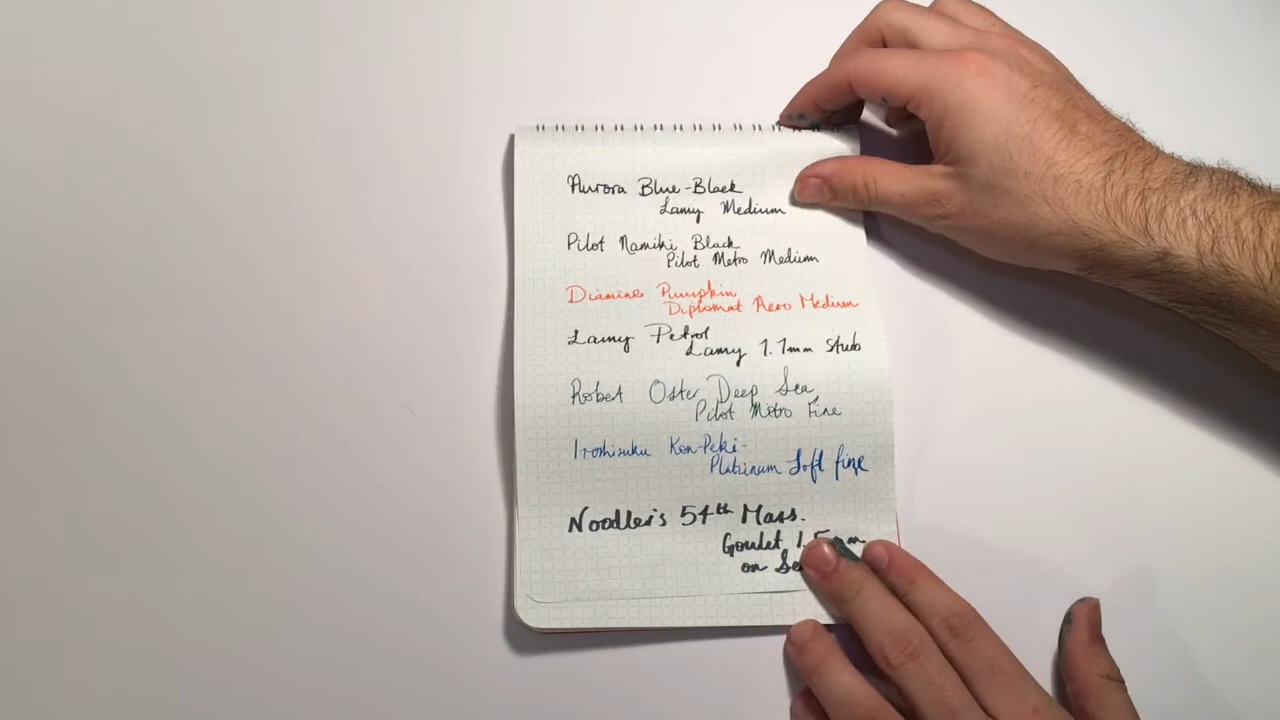 Aurora Blue-Black
Lamy Medium
Pilot Namiki Black
Pilot Metro Medium
Diamine Pumpkin
Diplomat Aero Medium
Lamy Petrol
Lamy 1.1mm Stub
Robert Oster Deep Sea
Pilot Metro Fine
Iroshizuku Kon-Peki-
Platinum Soft fine
Noodler's 54th Mass.
Goulet
on